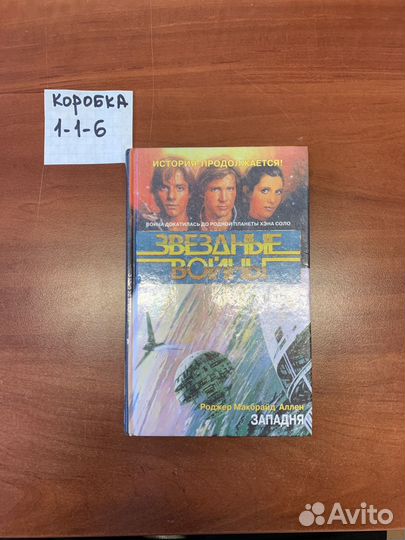 КОРОБКА
1-1-6
ИСТОРИЯ ПРОДОЛЖАЕТСЯ!
ВОЙНА ДОКАТИЛАСЬ ДО РОДНОЙ ПЛАНЕТЫ ХЭНА СОЛО
ЗВЕЗДНЫЕ
ВОЙНЫ
Роджер Макбрайд Аллен
ЗАПАДНЯ
Avito